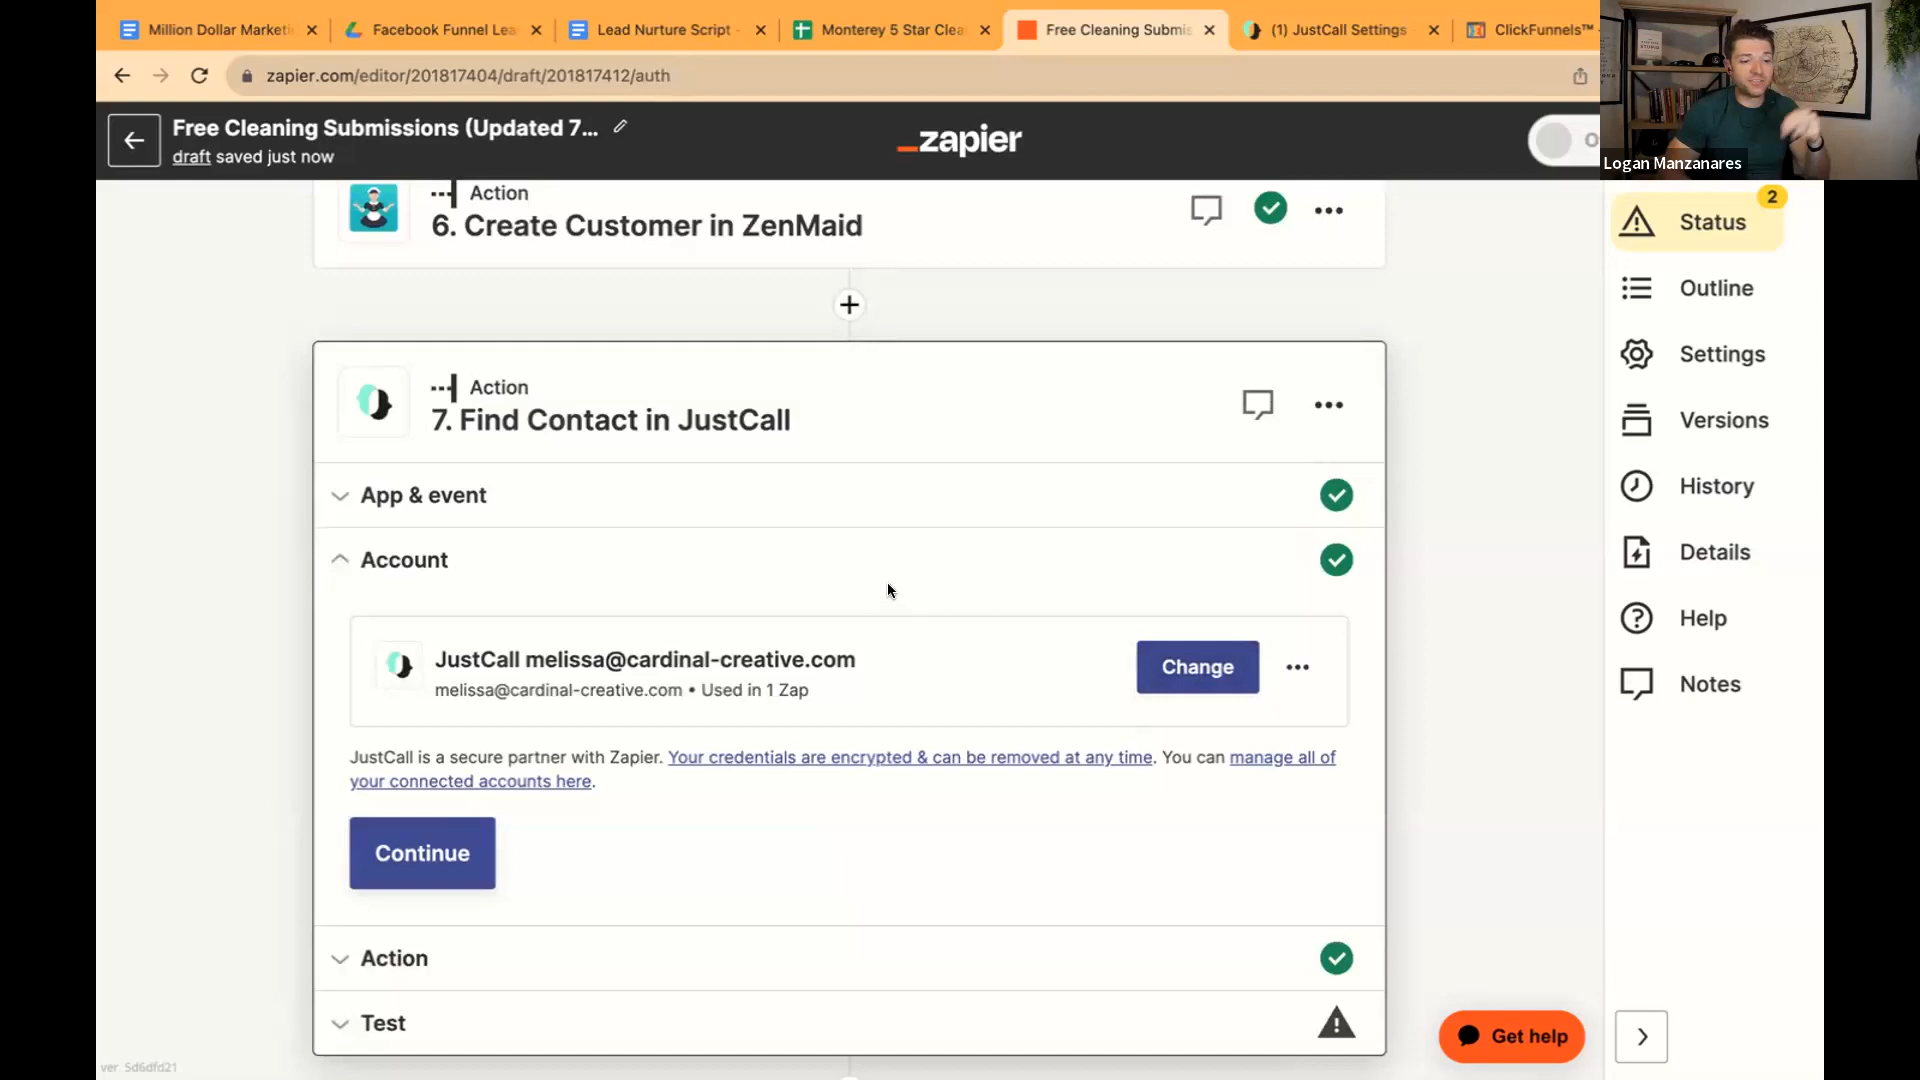 Million Dollar Marketi
Facebook Funnel Lea
Lead Nurture Script -
Monterey 5 Star Clea
Free Cleaning Submis
(1) JustCall Settings
ClickFunnels™ -
zapier.com/editor/201817404/draft/201817412/auth
Free Cleaning Submissions (Updated 7...
draft saved just now
_zapier
O
Logan Manzanares
Action
6. Create Customer in ZenMaid
Action
7. Find Contact in JustCall
App & event
Account
JustCall melissa@cardinal-creative.com
melissa@cardinal-creative.com • Used in 1 Zap
Change
JustCall is a secure partner with Zapier. Your credentials are encrypted & can be removed at any time. You can manage all of
your connected accounts here.
Continue
Action
Test
2
Status
Outline
Settings
Versions
History
Details
Help
Notes
Get help
ver. 5d6dfd21